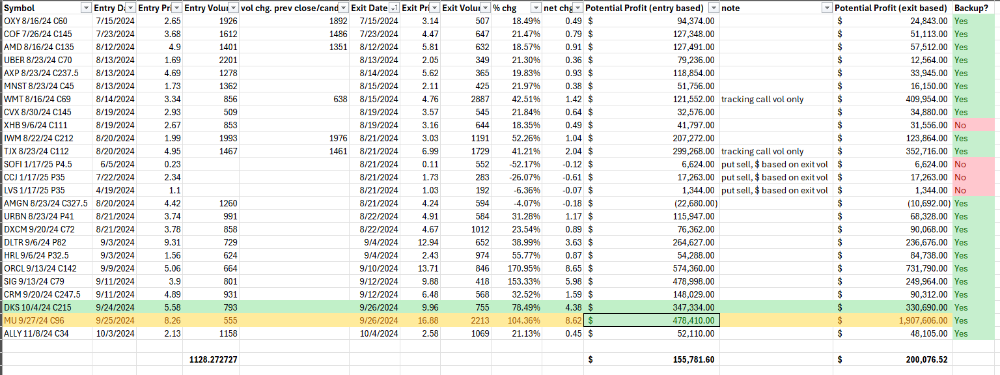 Symbol Entry Da Entry Pri Entry Volun vol chg. prev close/cand Exit Date Exit Pri Exit Volum % chg net chg Potential Profit (entry based) note Potential Profit (exit based) Backup?
OXY 8/16/24 C60 7/15/2024 2.65 1926 1892 7/15/2024 3.14 507 18.49% 0.49 $ 94,374.00 $ 24,843.00 Yes
COF 7/26/24 C145 7/23/2024 3.68 1612 1486 7/23/2024 4.47 647 21.47% 0.79 $ 127,348.00 $ 51,113.00 Yes
AMD 8/16/24 C135 8/12/2024 4.9 1401 1351 8/12/2024 5.81 632 18.57% 0.91 $ 127,491.00 $ 57,512.00 Yes
UBER 8/23/24 C70 8/13/2024 1.69 2201 8/13/2024 2.05 349 21.30% 0.36 $ 79,236.00 $ 12,564.00 Yes
AXP 8/23/24 C237.5 8/13/2024 4.69 1278 8/14/2024 5.62 365 19.83% 0.93 $ 118,854.00 $ 33,945.00 Yes
MNST 8/23/24 C45 8/13/2024 1.73 1362 8/15/2024 2.11 425 21.97% 0.38 $ 51,756.00 $ 16,150.00 Yes
WMT 8/16/24 C69 8/14/2024 3.34 856 638 8/15/2024 4.76 2887 42.51% 1.42 $ 121,552.00 tracking call vol only $ 409,954.00 Yes
CVX 8/30/24 C145 8/19/2024 2.93 509 8/19/2024 3.57 545 21.84% 0.64 $ 32,576.00 $ 34,880.00 Yes
XHB 9/6/24 C111 8/19/2024 2.67 853 8/19/2024 3.16 644 18.35% 0.49 $ 41,797.00 $ 31,556.00 No
IWM 8/22/24 C212 8/20/2024 1.99 1993 1976 8/21/2024 3.03 1191 52.26% 1.04 $ 207,272.00 $ 123,864.00 Yes
TJX 8/23/24 C112 8/20/2024 4.95 1467 1461 8/21/2024 6.99 1729 41.21% 2.04 $ 299,268.00 tracking call vol only $ 352,716.00 Yes
SOFI 1/17/25 P4.5 6/5/2024 0.23 8/21/2024 0.11 552 -52.17% -0.12 $ 6,624.00 put sell, $ based on exit vol $ 6,624.00 No
CCJ 1/17/25 P35 7/22/2024 2.34 8/21/2024 1.73 283 -26.07% -0.61 $ 17,263.00 put sell, $ based on exit vol $ 17,263.00 No
LVS 1/17/25 P35 4/19/2024 1.1 8/21/2024 1.03 192 -6.36% -0.07 $ 1,344.00 put sell, $ based on exit vol $ 1,344.00 No
AMGN 8/23/24 C327.5 8/20/2024 4.42 1260 8/21/2024 4.24 594 -4.07% -0.18 $ (22,680.00) $ (10,692.00) Yes
URBN 8/23/24 P41 8/21/2024 3.74 991 8/22/2024 4.91 584 31.28% 1.17 $ 115,947.00 $ 68,328.00 Yes
DXCM 9/20/24 C72 8/21/2024 3.78 858 8/22/2024 4.67 1012 23.54% 0.89 $ 76,362.00 $ 90,068.00 Yes
DLTR 9/6/24 P82 9/3/2024 9.31 729 9/4/2024 12.94 652 38.99% 3.63 $ 264,627.00 $ 236,676.00 Yes
HRL 9/6/24 P32.5 9/3/2024 1.56 624 9/4/2024 2.43 974 55.77% 0.87 $ 54,288.00 $ 84,738.00 Yes
ORCL 9/13/24 C142 9/9/2024 5.06 664 9/10/2024 13.71 846 170.95% 8.65 $ 574,360.00 $ 731,790.00 Yes
SIG 9/13/24 C79 9/11/2024 3.9 801 9/12/2024 9.88 418 153.33% 5.98 $ 478,998.00 $ 249,964.00 Yes
CRM 9/20/24 C247.5 9/11/2024 4.89 931 9/12/2024 6.48 568 32.52% 1.59 $ 148,029.00 $ 90,312.00 Yes
DKS 10/4/24 C215 9/24/2024 5.58 793 9/26/2024 9.96 755 78.49% 4.38 $ 347,334.00 $ 330,690.00 Yes
MU 9/27/24 C96 9/25/2024 8.26 555 9/26/2024 16.88 2213 104.36% 8.62 $ 478,410.00 $ 1,907,606.00 Yes
ALLY 11/8/24 C34 10/3/2024 2.13 1158 10/4/2024 2.58 1069 21.13% 0.45 $ 52,110.00 $ 48,105.00 Yes
1128.272727 $ 155,781.60 $ 200,076.52